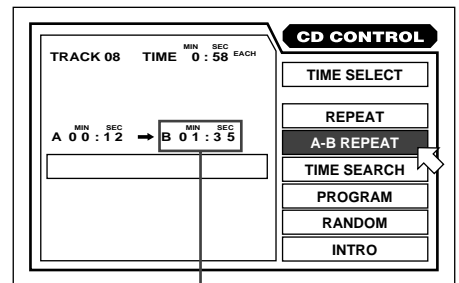 CD CONTROL
TRACK 08 TIME MIN 0 : SEC 58 EACH
TIME SELECT
REPEAT
A MIN 00 : SEC 12 ➡ B MIN 01 : SEC 35
A-B REPEAT
TIME SEARCH
PROGRAM
RANDOM
INTRO